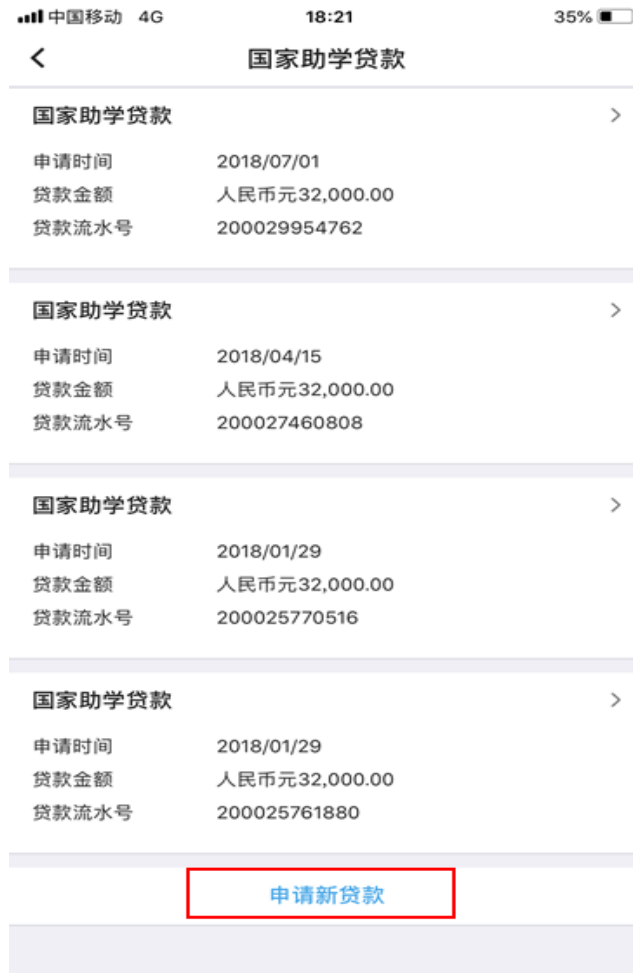 中国移动 4G 18:21 35%
国家助学贷款
国家助学贷款
申请时间 2018/07/01
贷款金额 人民币元32,000.00
贷款流水号 200029954762
国家助学贷款
申请时间 2018/04/15
贷款金额 人民币元32,000.00
贷款流水号 200027460808
国家助学贷款
申请时间 2018/01/29
贷款金额 人民币元32,000.00
贷款流水号 200025770516
国家助学贷款
申请时间 2018/01/29
贷款金额 人民币元32,000.00
贷款流水号 200025761880
申请新贷款